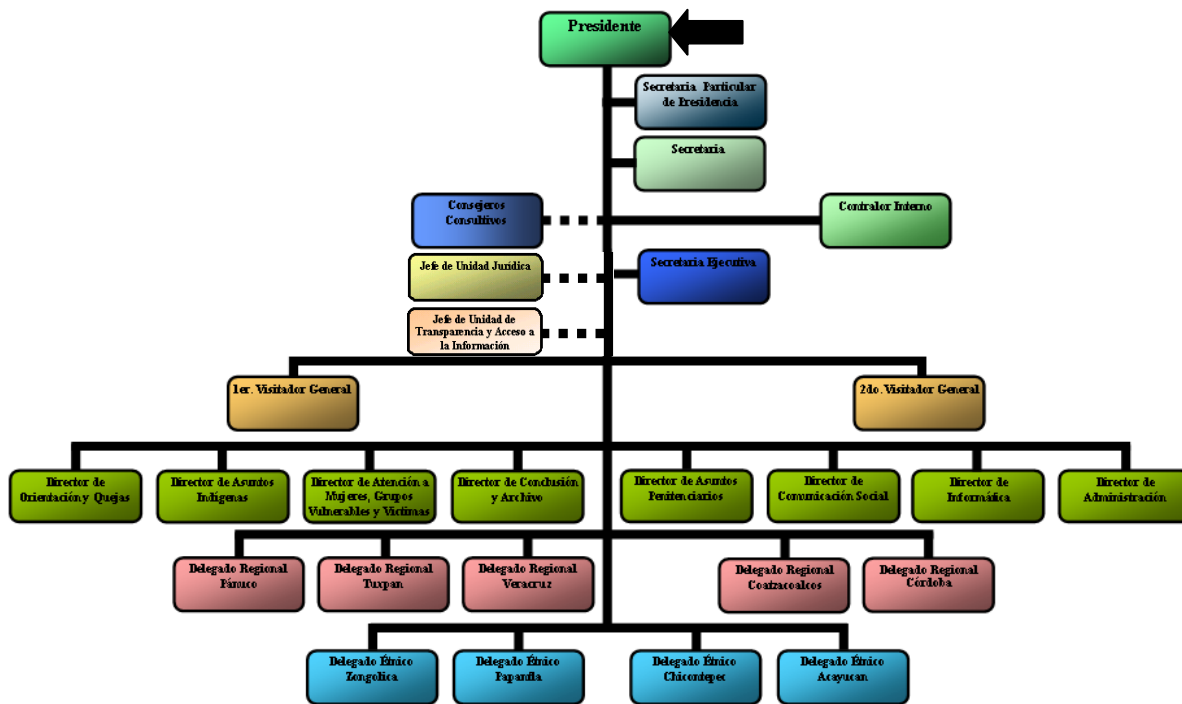 Presidente
Secretaria Particular
de Presidencia
Secretaria
Consejeros
Consultivos
Contralor Interno
Jefe de Unidad Jurídica
Secretaria Ejecutiva
Jefe de Unidad de
Transparencia y Acceso a
la Información
1er. Visitador General
2do. Visitador General
Director de
Orientación y Quejas
Director de Asuntos
Indígenas
Director de Atención a
Mujeres, Grupos
Vulnerables y Victimas
Director de Conclusión
y Archivo
Director de Asuntos
Penitenciarios
Director de
Comunicación Social
Director de
Informática
Director de
Administración
Delegado Regional
Pánuco
Delegado Regional
Tuxpan
Delegado Regional
Veracruz
Delegado Regional
Coatzacoalcos
Delegado Regional
Córdoba
Delegado Étnico
Zongolica
Delegado Étnico
Papantla
Delegado Étnico
Chicontepec
Delegado Étnico
Acayucan